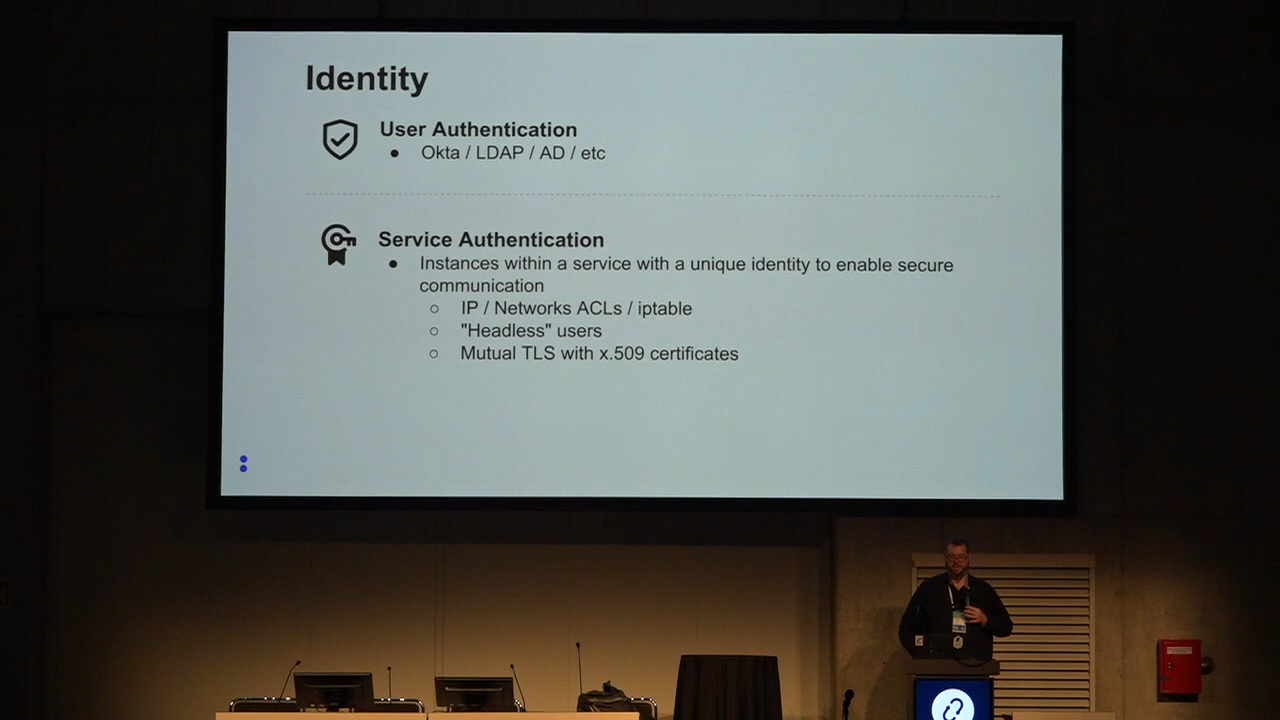 Identity
User Authentication
● Okta / LDAP / AD / etc
Service Authentication
● Instances within a service with a unique identity to enable secure
communication
○ IP / Networks ACLs / iptable
○ "Headless" users
○ Mutual TLS with x.509 certificates